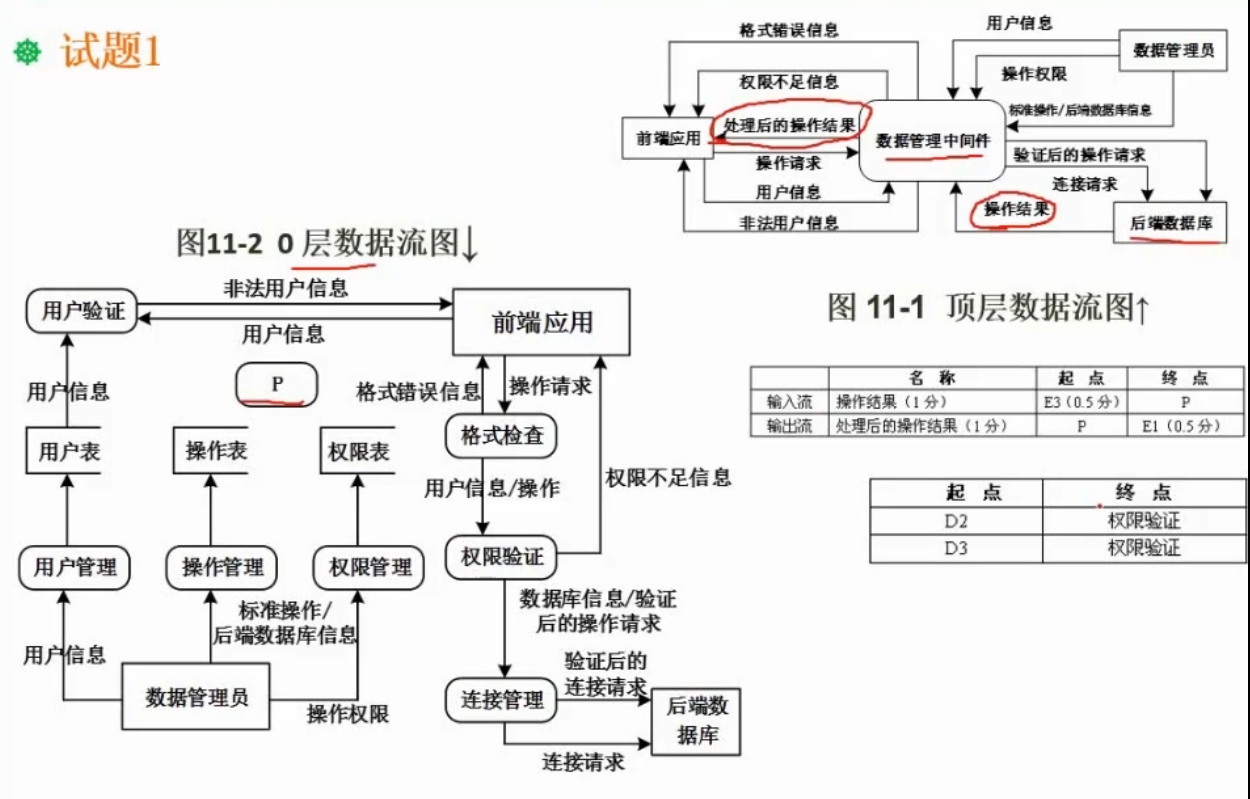 试题1
格式错误信息
用户信息
数据管理员
权限不足信息
操作权限
标准操作/后端数据库信息
前端应用
处理后的操作结果
数据管理中间件
操作请求
验证后的操作请求
用户信息
连接请求
非法用户信息
操作结果
后端数据库
图 11-1 顶层数据流图↑
图11-2 0 层数据流图↓
用户验证
非法用户信息
用户信息
前端应用
P
用户信息
格式错误信息
操作请求
用户表
操作表
权限表
格式检查
用户信息/操作
权限不足信息
用户管理
操作管理
权限管理
权限验证
标准操作/
后端数据库信息
数据库信息/验证
后的操作请求
用户信息
数据管理员
操作权限
连接管理
验证后的
连接请求
后端数
据库
连接请求
名 称 起 点 终 点
输入流 操作结果（1 分） E3（0.5 分） P
输出流 处理后的操作结果（1 分） P E1（0.5 分）
起 点 终 点
D2 权限验证
D3 权限验证